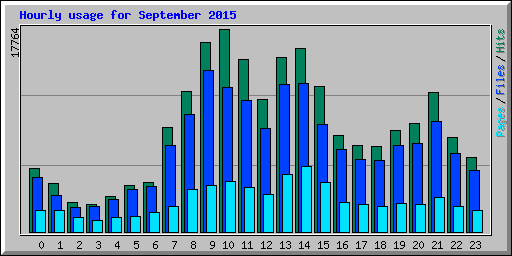 Hourly usage for September 2015
17764
Pages/Files/Hits
0 1 2 3 4 5 6 7 8 9 10 11 12 13 14 15 16 17 18 19 20 21 22 23